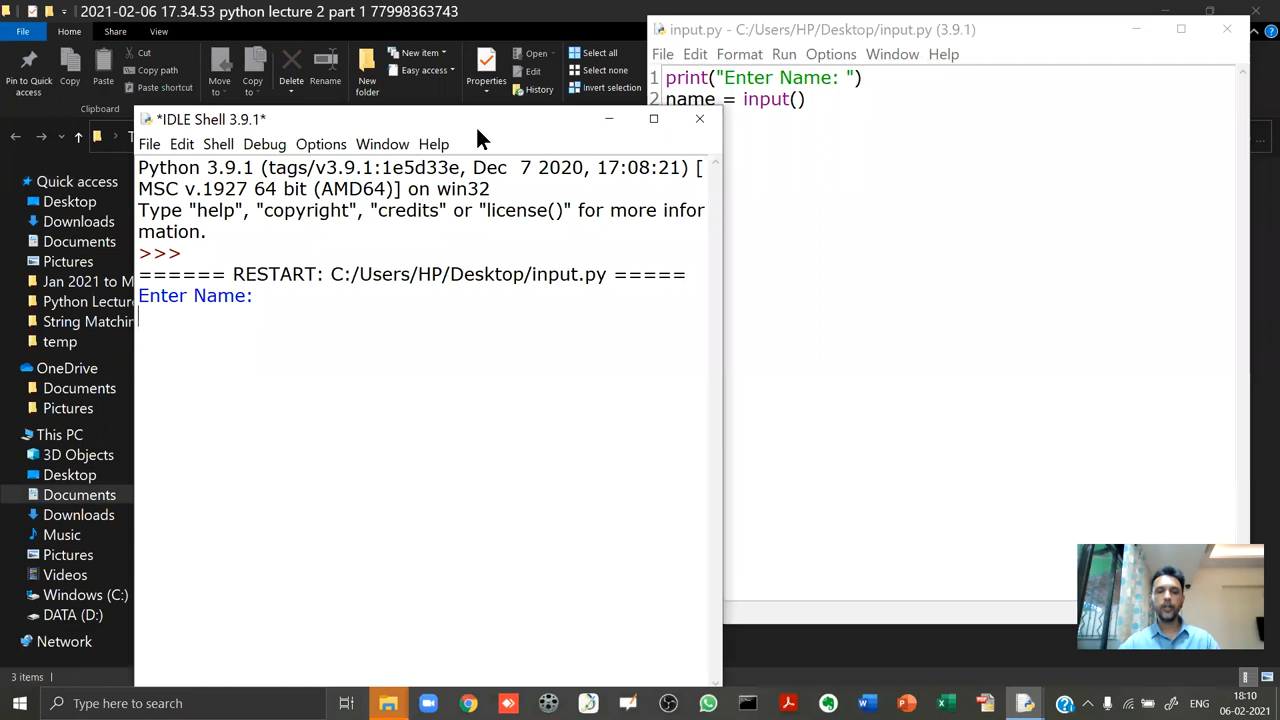 2021-02-06 17.34.53 python lecture 2 part 1 77998363743
File Home Share View
Pin to Quick access
Copy
Paste
Cut
Copy path
Paste shortcut
Move to
Copy to
Delete
Rename
New folder
New item
Easy access
Properties
Open
Edit
History
Select all
Select none
Invert selection
Clipboard
Quick access
Desktop
Downloads
Documents
Pictures
Jan 2021 to M
Python Lectur
String Matchin
temp
OneDrive
Documents
Pictures
This PC
3D Objects
Desktop
Documents
Downloads
Music
Pictures
Videos
Windows (C:)
DATA (D:)
Network
3 items
*IDLE Shell 3.9.1*
File Edit Shell Debug Options Window Help
Python 3.9.1 (tags/v3.9.1:1e5d33e, Dec  7 2020, 17:08:21) [
MSC v.1927 64 bit (AMD64)] on win32
Type "help", "copyright", "credits" or "license()" for more infor
mation.
>>>
====== RESTART: C:/Users/HP/Desktop/input.py =====
Enter Name:
input.py - C:/Users/HP/Desktop/input.py (3.9.1)
File Edit Format Run Options Window Help
1 print("Enter Name: ")
2 name = input()
Type here to search
ENG
18:10
06-02-2021